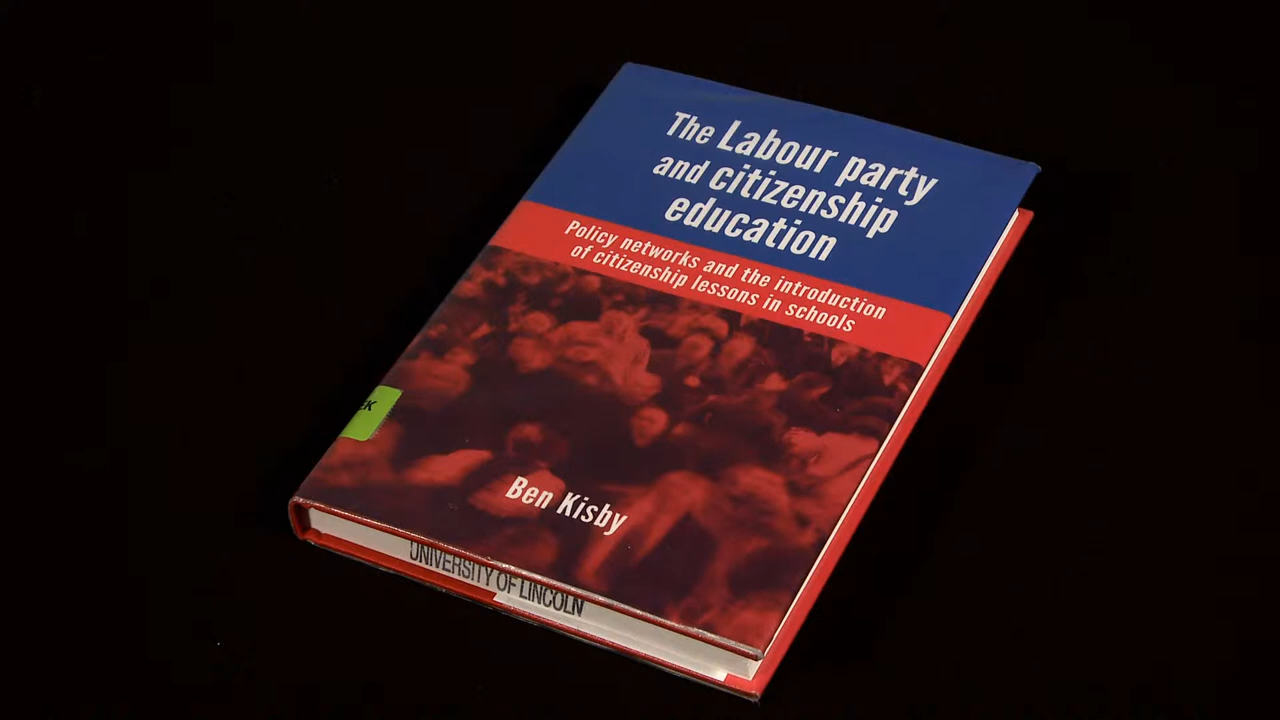 The Labour party
and citizenship
education
Policy networks and the introduction
of citizenship lessons in schools
Ben Kisby
UNIVERSITY OF LINCOLN